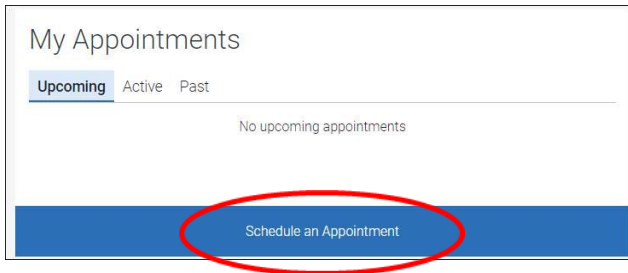 My Appointments
Upcoming Active Past
No upcoming appointments
Schedule an Appointment